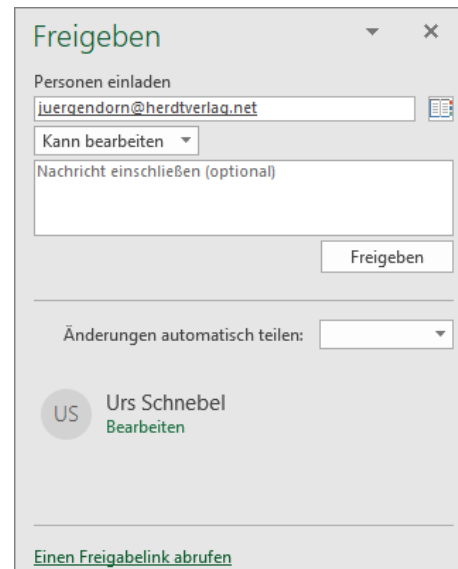 Freigeben
Personen einladen
juergendorn@herdtverlag.net
Kann bearbeiten
Nachricht einschließen (optional)
Freigeben
Änderungen automatisch teilen:
US
Urs Schnebel
Bearbeiten
Einen Freigabelink abrufen